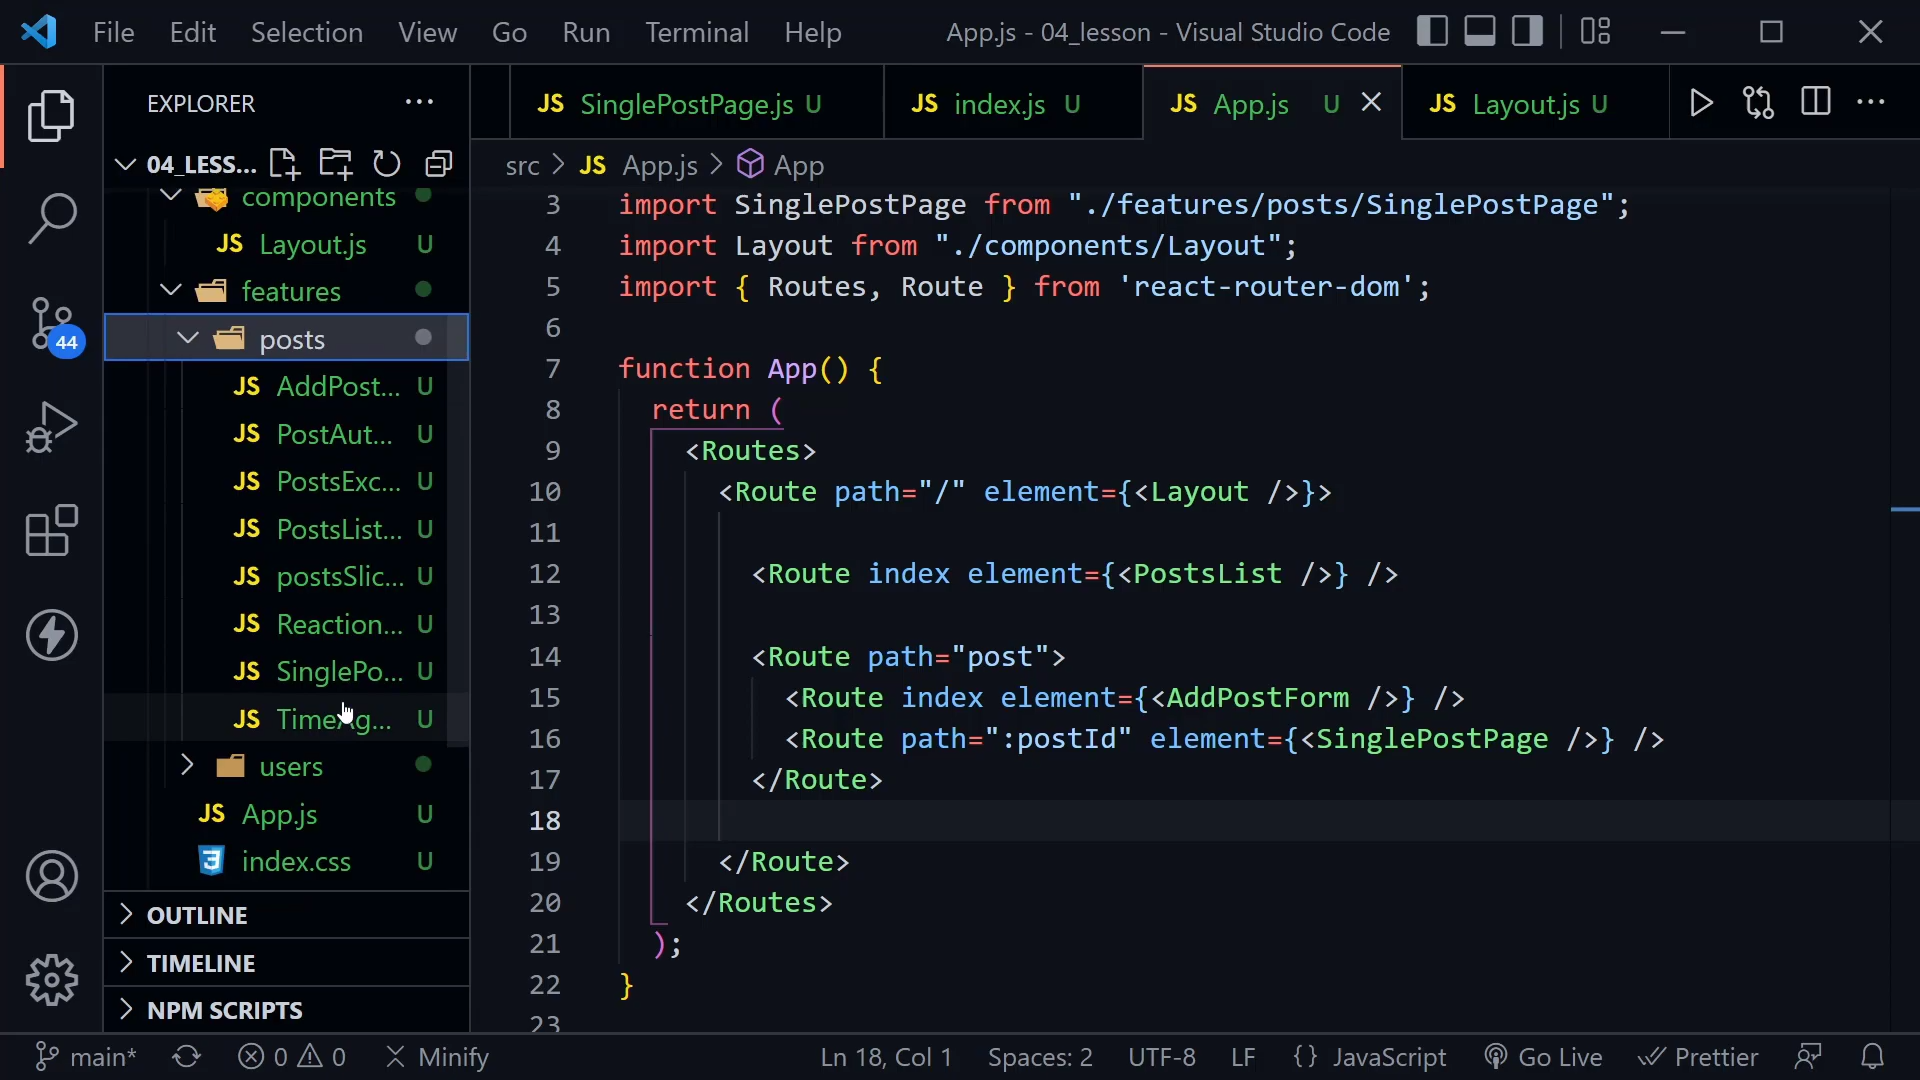 File Edit Selection View Go Run Terminal Help App.js - 04_lesson - Visual Studio Code
EXPLORER
04_LESS...
components
JS Layout.js U
features
posts
JS AddPost... U
JS PostAut... U
JS PostsExc... U
JS PostsList... U
JS postsSlic... U
JS Reaction... U
JS SinglePo... U
JS TimeAg... U
users
JS App.js U
index.css U
OUTLINE
TIMELINE
NPM SCRIPTS
44
JS SinglePostPage.js U JS index.js U JS App.js U JS Layout.js U
src > JS App.js > App
3 import SinglePostPage from "./features/posts/SinglePostPage";
4 import Layout from "./components/Layout";
5 import { Routes, Route } from 'react-router-dom';
6
7 function App() {
8 return (
9 <Routes>
10 <Route path="/" element={<Layout />}>
11
12 <Route index element={<PostsList />} />
13
14 <Route path="post">
15 <Route index element={<AddPostForm />} />
16 <Route path=":postId" element={<SinglePostPage />} />
17 </Route>
18
19 </Route>
20 </Routes>
21 );
22 }
23
main* 0 0 Minify Ln 18, Col 1 Spaces: 2 UTF-8 LF {} JavaScript Go Live Prettier